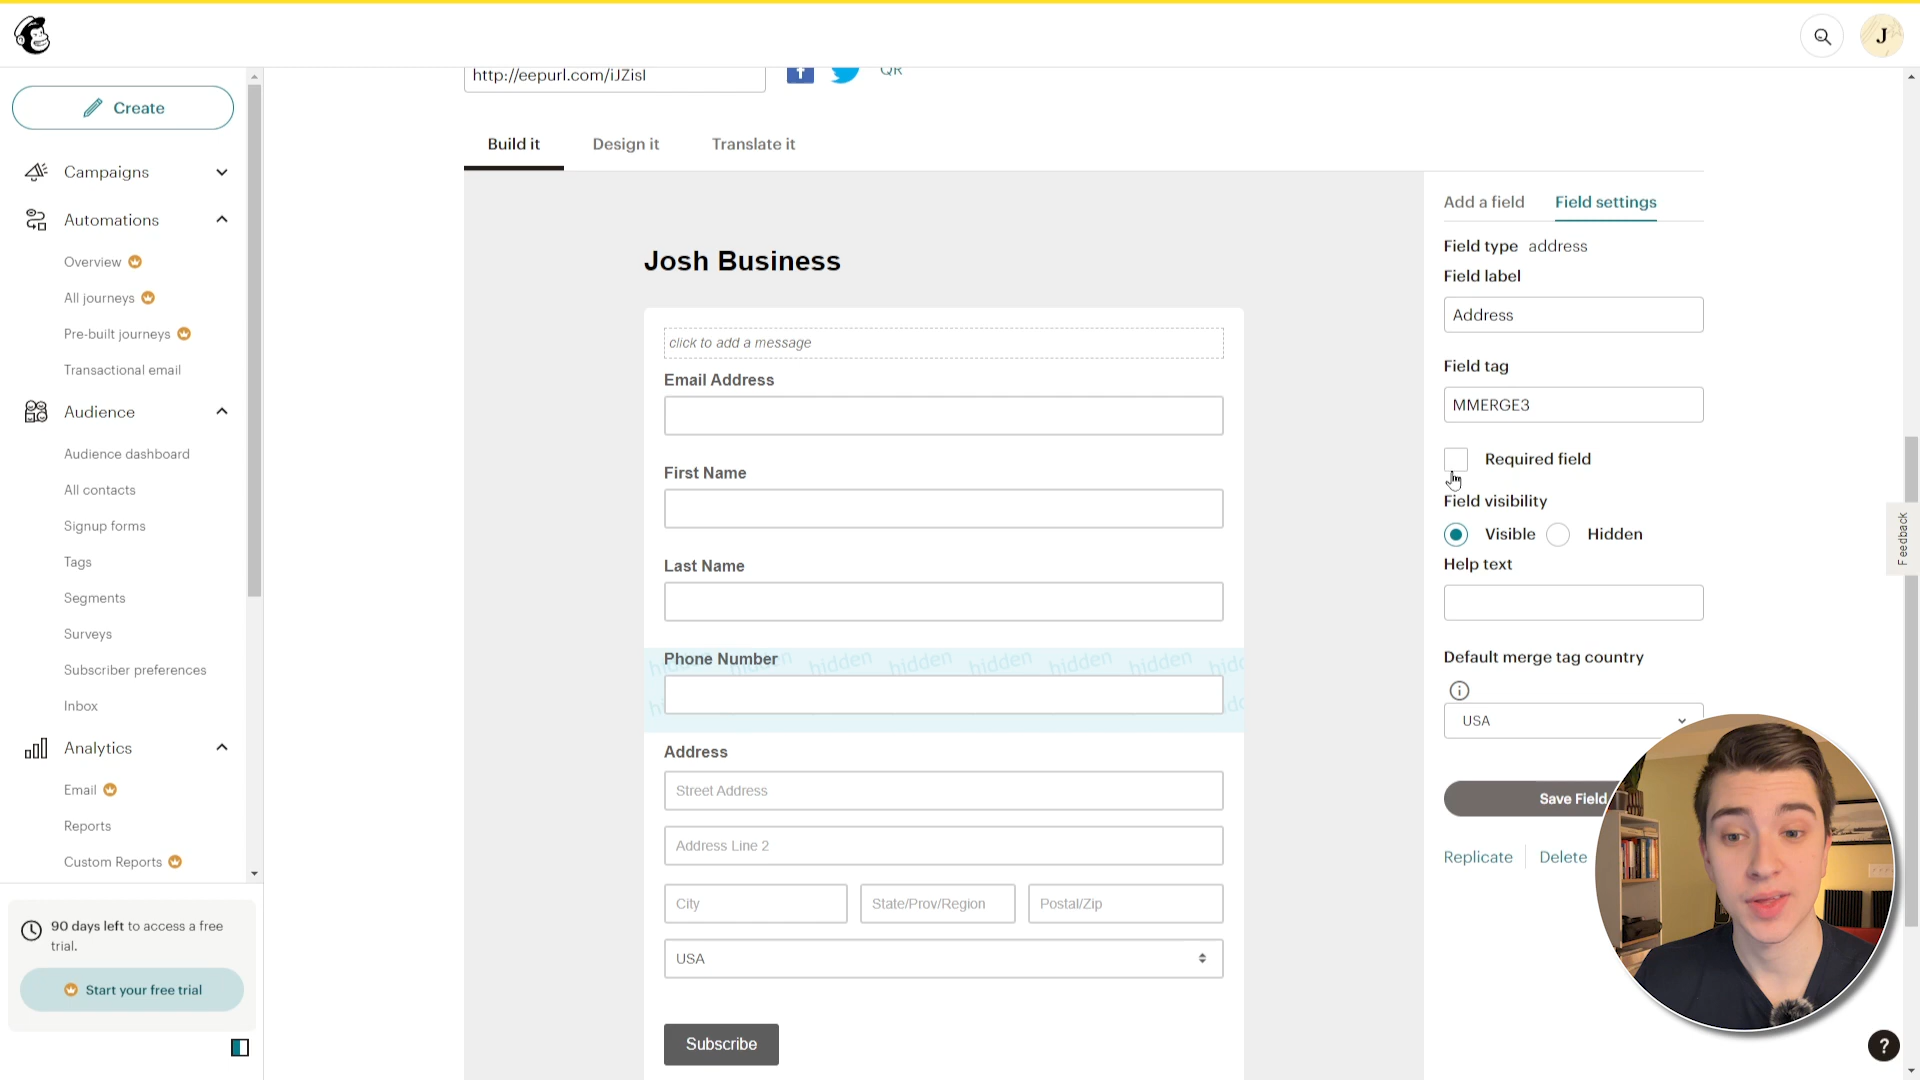 J
http://eepurl.com/iJZisI
QR
Create
Campaigns
Automations
Overview
All journeys
Pre-built journeys
Transactional email
Audience
Audience dashboard
All contacts
Signup forms
Tags
Segments
Surveys
Subscriber preferences
Inbox
Analytics
Email
Reports
Custom Reports
90 days left to access a free
trial.
Start your free trial
Build it Design it Translate it
Josh Business
click to add a message
Email Address
First Name
Last Name
Phone Number
hidden hidden hidden hidden hidden
Address
Street Address
Address Line 2
City State/Prov/Region Postal/Zip
USA
Subscribe
Add a field Field settings
Field type address
Field label
Address
Field tag
MMERGE3
Required field
Field visibility
Visible Hidden
Help text
Default merge tag country
USA
Save Field
Replicate Delete
Feedback
?